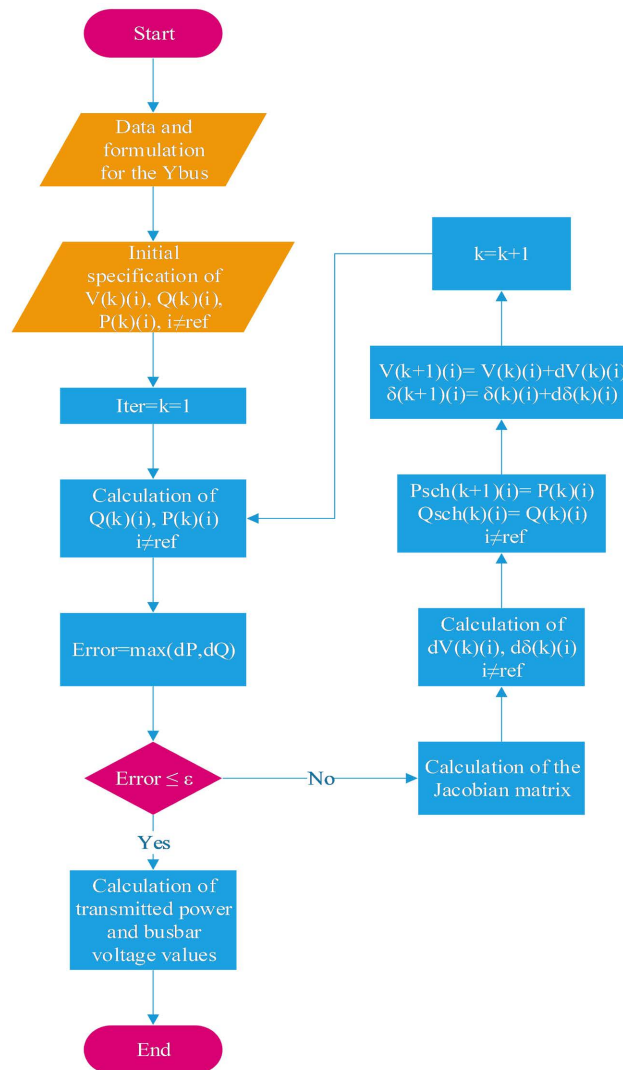 Start
Data and
formulation
for the Ybus
Initial
specification of
V(k)(i), Q(k)(i),
P(k)(i), i≠ref
Iter=k=1
Calculation of
Q(k)(i), P(k)(i)
i≠ref
Error=max(dP,dQ)
Error ≤ ε
No
Yes
Calculation of
transmitted power
and busbar
voltage values
End
Calculation of the
Jacobian matrix
Calculation of
dV(k)(i), dδ(k)(i)
i≠ref
Psch(k+1)(i)= P(k)(i)
Qsch(k)(i)= Q(k)(i)
i≠ref
V(k+1)(i)= V(k)(i)+dV(k)(i)
δ(k+1)(i)= δ(k)(i)+dδ(k)(i)
k=k+1